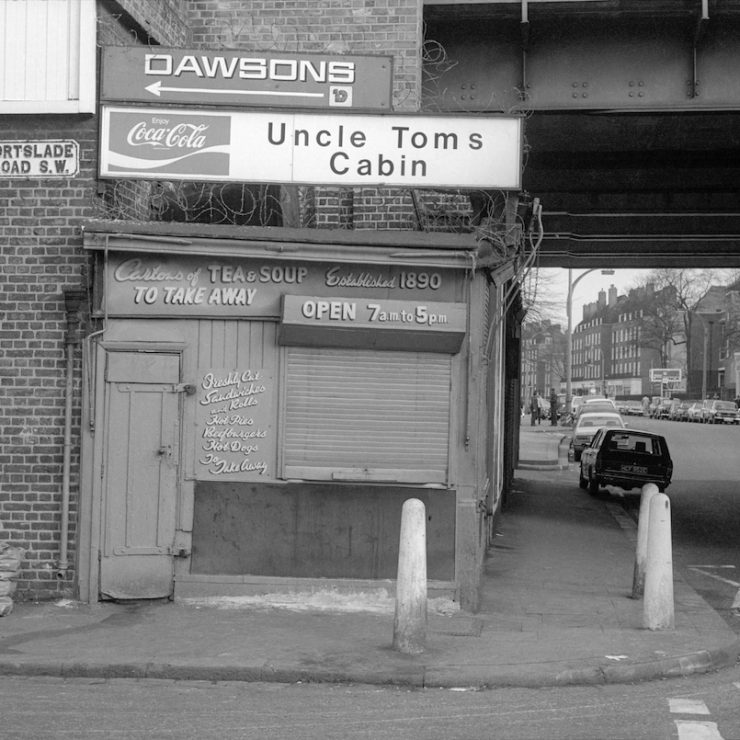 DAWSONS
Enjoy
Coca-Cola
Uncle Toms
Cabin
ORTSLADE
OAD S.W.
Cartons of TEA & SOUP Established 1890
TO TAKE AWAY
OPEN 7a.m. to 5p.m.
Freshly Cut
Sandwiches
and Rolls
Hot Pies
Beefburgers
Hot Dogs
To
Take Away